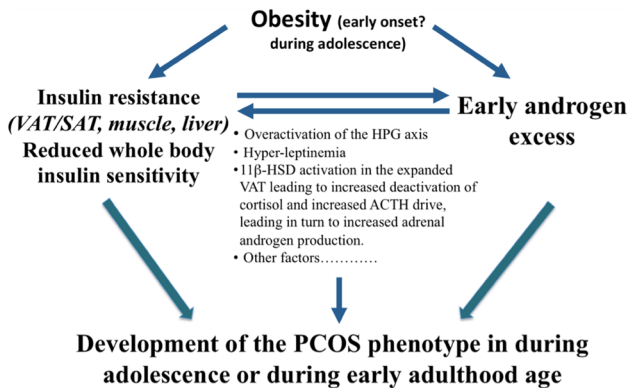 Obesity (early onset?
during adolescence)
Insulin resistance
(VAT/SAT, muscle, liver)
Reduced whole body
insulin sensitivity
Early androgen
excess
• Overactivation of the HPG axis
• Hyper-leptinemia
• 11β-HSD activation in the expanded
VAT leading to increased deactivation of
cortisol and increased ACTH drive,
leading in turn to increased adrenal
androgen production.
• Other factors…………
Development of the PCOS phenotype in during
adolescence or during early adulthood age